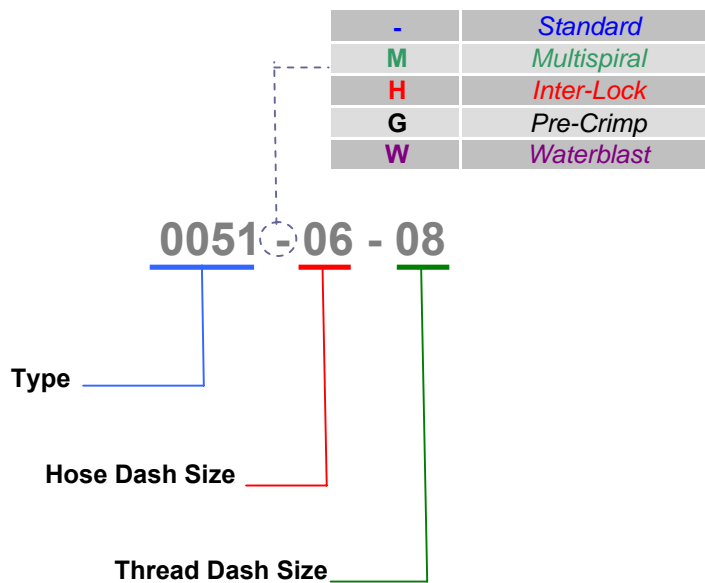 - Standard
M Multispiral
H Inter-Lock
G Pre-Crimp
W Waterblast
0051 - 06 - 08
Type
Hose Dash Size
Thread Dash Size